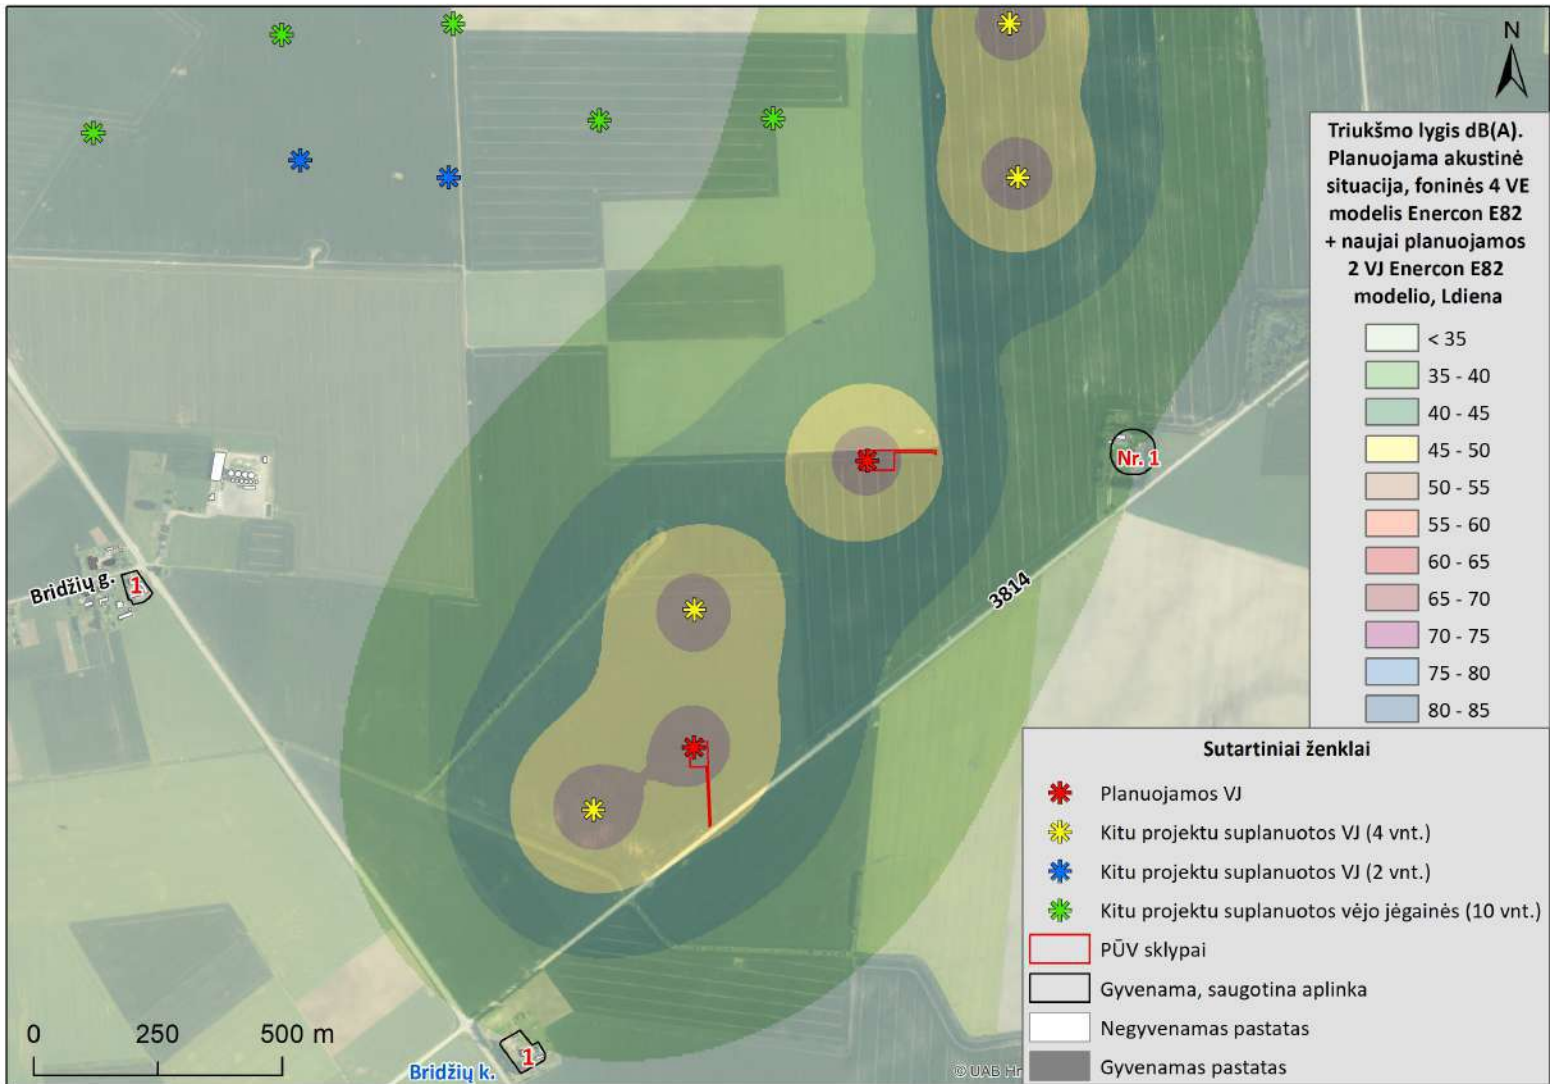 N
Triukšmo lygis dB(A).
Planuojama akustinė
situacija, foninės 4 VE
modelis Enercon E82
+ naujai planuojamos
2 VJ Enercon E82
modelio, Ldiena
< 35
35 - 40
40 - 45
45 - 50
50 - 55
55 - 60
60 - 65
65 - 70
70 - 75
75 - 80
80 - 85
Nr. 1
3814
Bridžių g.
1
Sutartiniai ženklai
Planuojamos VJ
Kitu projektu suplanuotos VJ (4 vnt.)
Kitu projektu suplanuotos VJ (2 vnt.)
Kitu projektu suplanuotos vėjo jėgainės (10 vnt.)
PŪV sklypai
Gyvenama, saugotina aplinka
Negyvenamas pastatas
Gyvenamas pastatas
0 250 500 m
1
Bridžių k.
© UAB